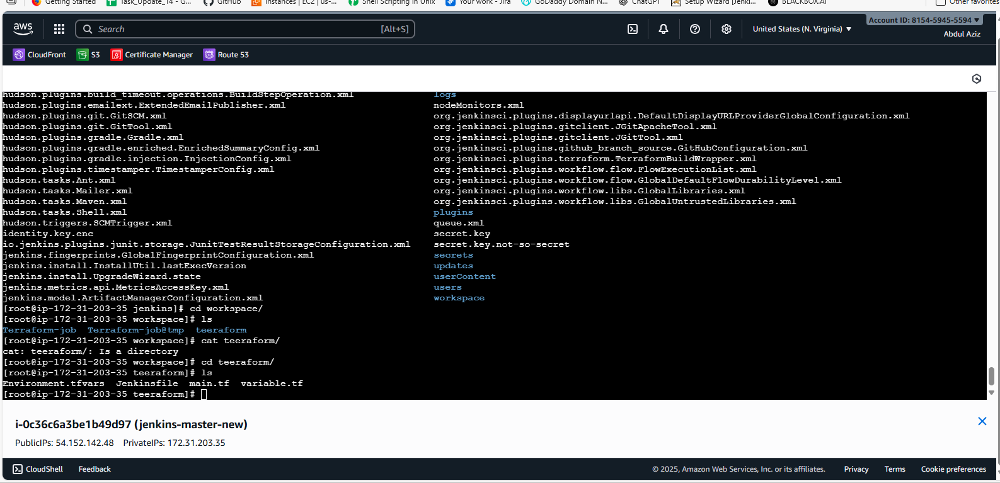 Getting Started Task_Update_14 - G... GitHub Instances | EC2 | us-... Shell Scripting in Unix Your work - Jira GoDaddy Domain N... ChatGPT Setup Wizard [Jenki... BLACKBOX.AI Other favorites
aws Search [Alt+S] United States (N. Virginia) Account ID: 8154-5945-5594
Abdul Aziz
CloudFront S3 Certificate Manager Route 53
hudson.plugins.build_timeout.operations.BuildStepOperation.xml logs
hudson.plugins.emailext.ExtendedEmailPublisher.xml nodeMonitors.xml
hudson.plugins.git.GitSCM.xml org.jenkinsci.plugins.displayurlapi.DefaultDisplayURLProviderGlobalConfiguration.xml
hudson.plugins.git.GitTool.xml org.jenkinsci.plugins.gitclient.JGitApacheTool.xml
hudson.plugins.gradle.Gradle.xml org.jenkinsci.plugins.gitclient.JGitTool.xml
hudson.plugins.gradle.enriched.EnrichedSummaryConfig.xml org.jenkinsci.plugins.github_branch_source.GitHubConfiguration.xml
hudson.plugins.gradle.injection.InjectionConfig.xml org.jenkinsci.plugins.terraform.TerraformBuildWrapper.xml
hudson.plugins.timestamper.TimestamperConfig.xml org.jenkinsci.plugins.workflow.flow.FlowExecutionList.xml
hudson.tasks.Ant.xml org.jenkinsci.plugins.workflow.flow.GlobalDefaultFlowDurabilityLevel.xml
hudson.tasks.Mailer.xml org.jenkinsci.plugins.workflow.libs.GlobalLibraries.xml
hudson.tasks.Maven.xml org.jenkinsci.plugins.workflow.libs.GlobalUntrustedLibraries.xml
hudson.tasks.Shell.xml plugins
hudson.triggers.SCMTrigger.xml queue.xml
identity.key.enc secret.key
io.jenkins.plugins.junit.storage.JunitTestResultStorageConfiguration.xml secret.key.not-so-secret
jenkins.fingerprints.GlobalFingerprintConfiguration.xml secrets
jenkins.install.InstallUtil.lastExecVersion updates
jenkins.install.UpgradeWizard.state userContent
jenkins.metrics.api.MetricsAccessKey.xml users
jenkins.model.ArtifactManagerConfiguration.xml workspace
[root@ip-172-31-203-35 jenkins]# cd workspace/
[root@ip-172-31-203-35 workspace]# ls
Terraform-job Terraform-job@tmp teeraform
[root@ip-172-31-203-35 workspace]# cat teeraform/
cat: teeraform/: Is a directory
[root@ip-172-31-203-35 workspace]# cd teeraform/
[root@ip-172-31-203-35 teeraform]# ls
Environment.tfvars Jenkinsfile main.tf variable.tf
[root@ip-172-31-203-35 teeraform]#
i-0c36c6a3be1b49d97 (jenkins-master-new)
PublicIPs: 54.152.142.48 PrivateIPs: 172.31.203.35
CloudShell Feedback © 2025, Amazon Web Services, Inc. or its affiliates. Privacy Terms Cookie preferences